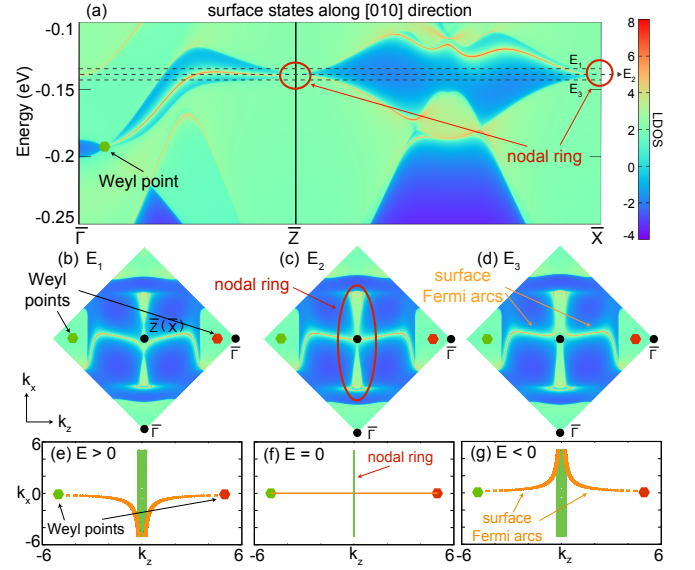 (a) surface states along [010] direction
-0.1
-0.15
-0.2
-0.25
Energy (eV)
E1
E2
E3
Weyl point
nodal ring
Γ̅ Z̅ X̅
8
6
4
2
0
-2
-4
LDOS
(b) E1 (c) E2 (d) E3
Weyl
points
Z̅(X̅)
Γ̅
Γ̅
nodal ring
Γ̅
Γ̅
surface
Fermi arcs
Γ̅
Γ̅
kx
kz
(e) E > 0 (f) E = 0 (g) E < 0
6
kx 0
-6
Weyl points
nodal ring
surface
Fermi arcs
-6 kz 6 -6 kz 6 -6 kz 6